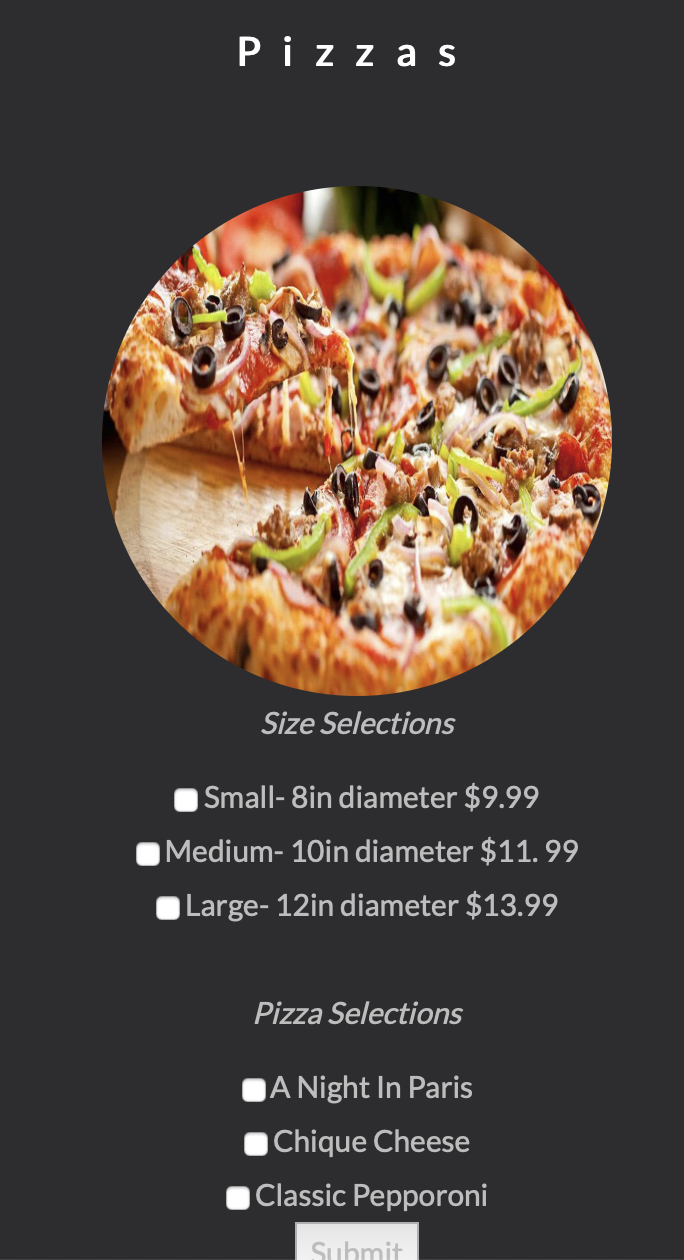 Pizzas
Size Selections
Small- 8in diameter $9.99
Medium- 10in diameter $11. 99
Large- 12in diameter $13.99
Pizza Selections
A Night In Paris
Chique Cheese
Classic Pepporoni
Submit